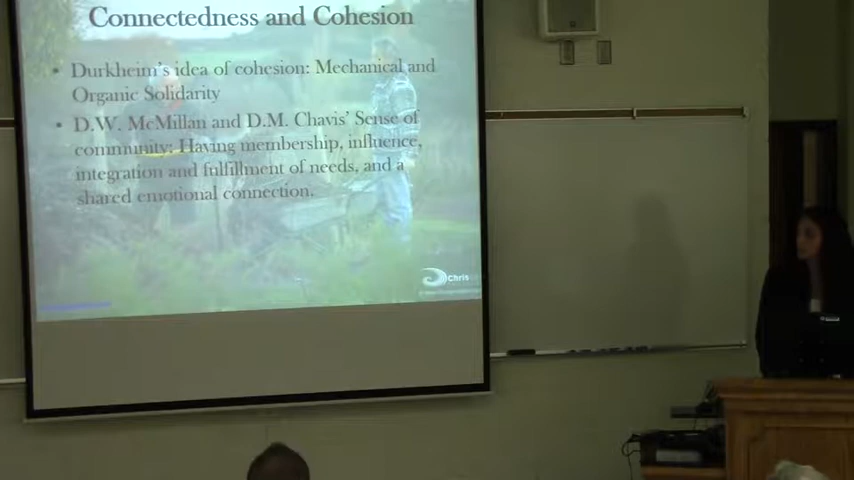 Connectedness and Cohesion
• Durkheim's idea of cohesion: Mechanical and
Organic Solidarity
• D.W. McMillan and D.M. Chavis' Sense of
community: Having membership, influence,
integration and fulfillment of needs, and a
shared emotional connection.
Chris